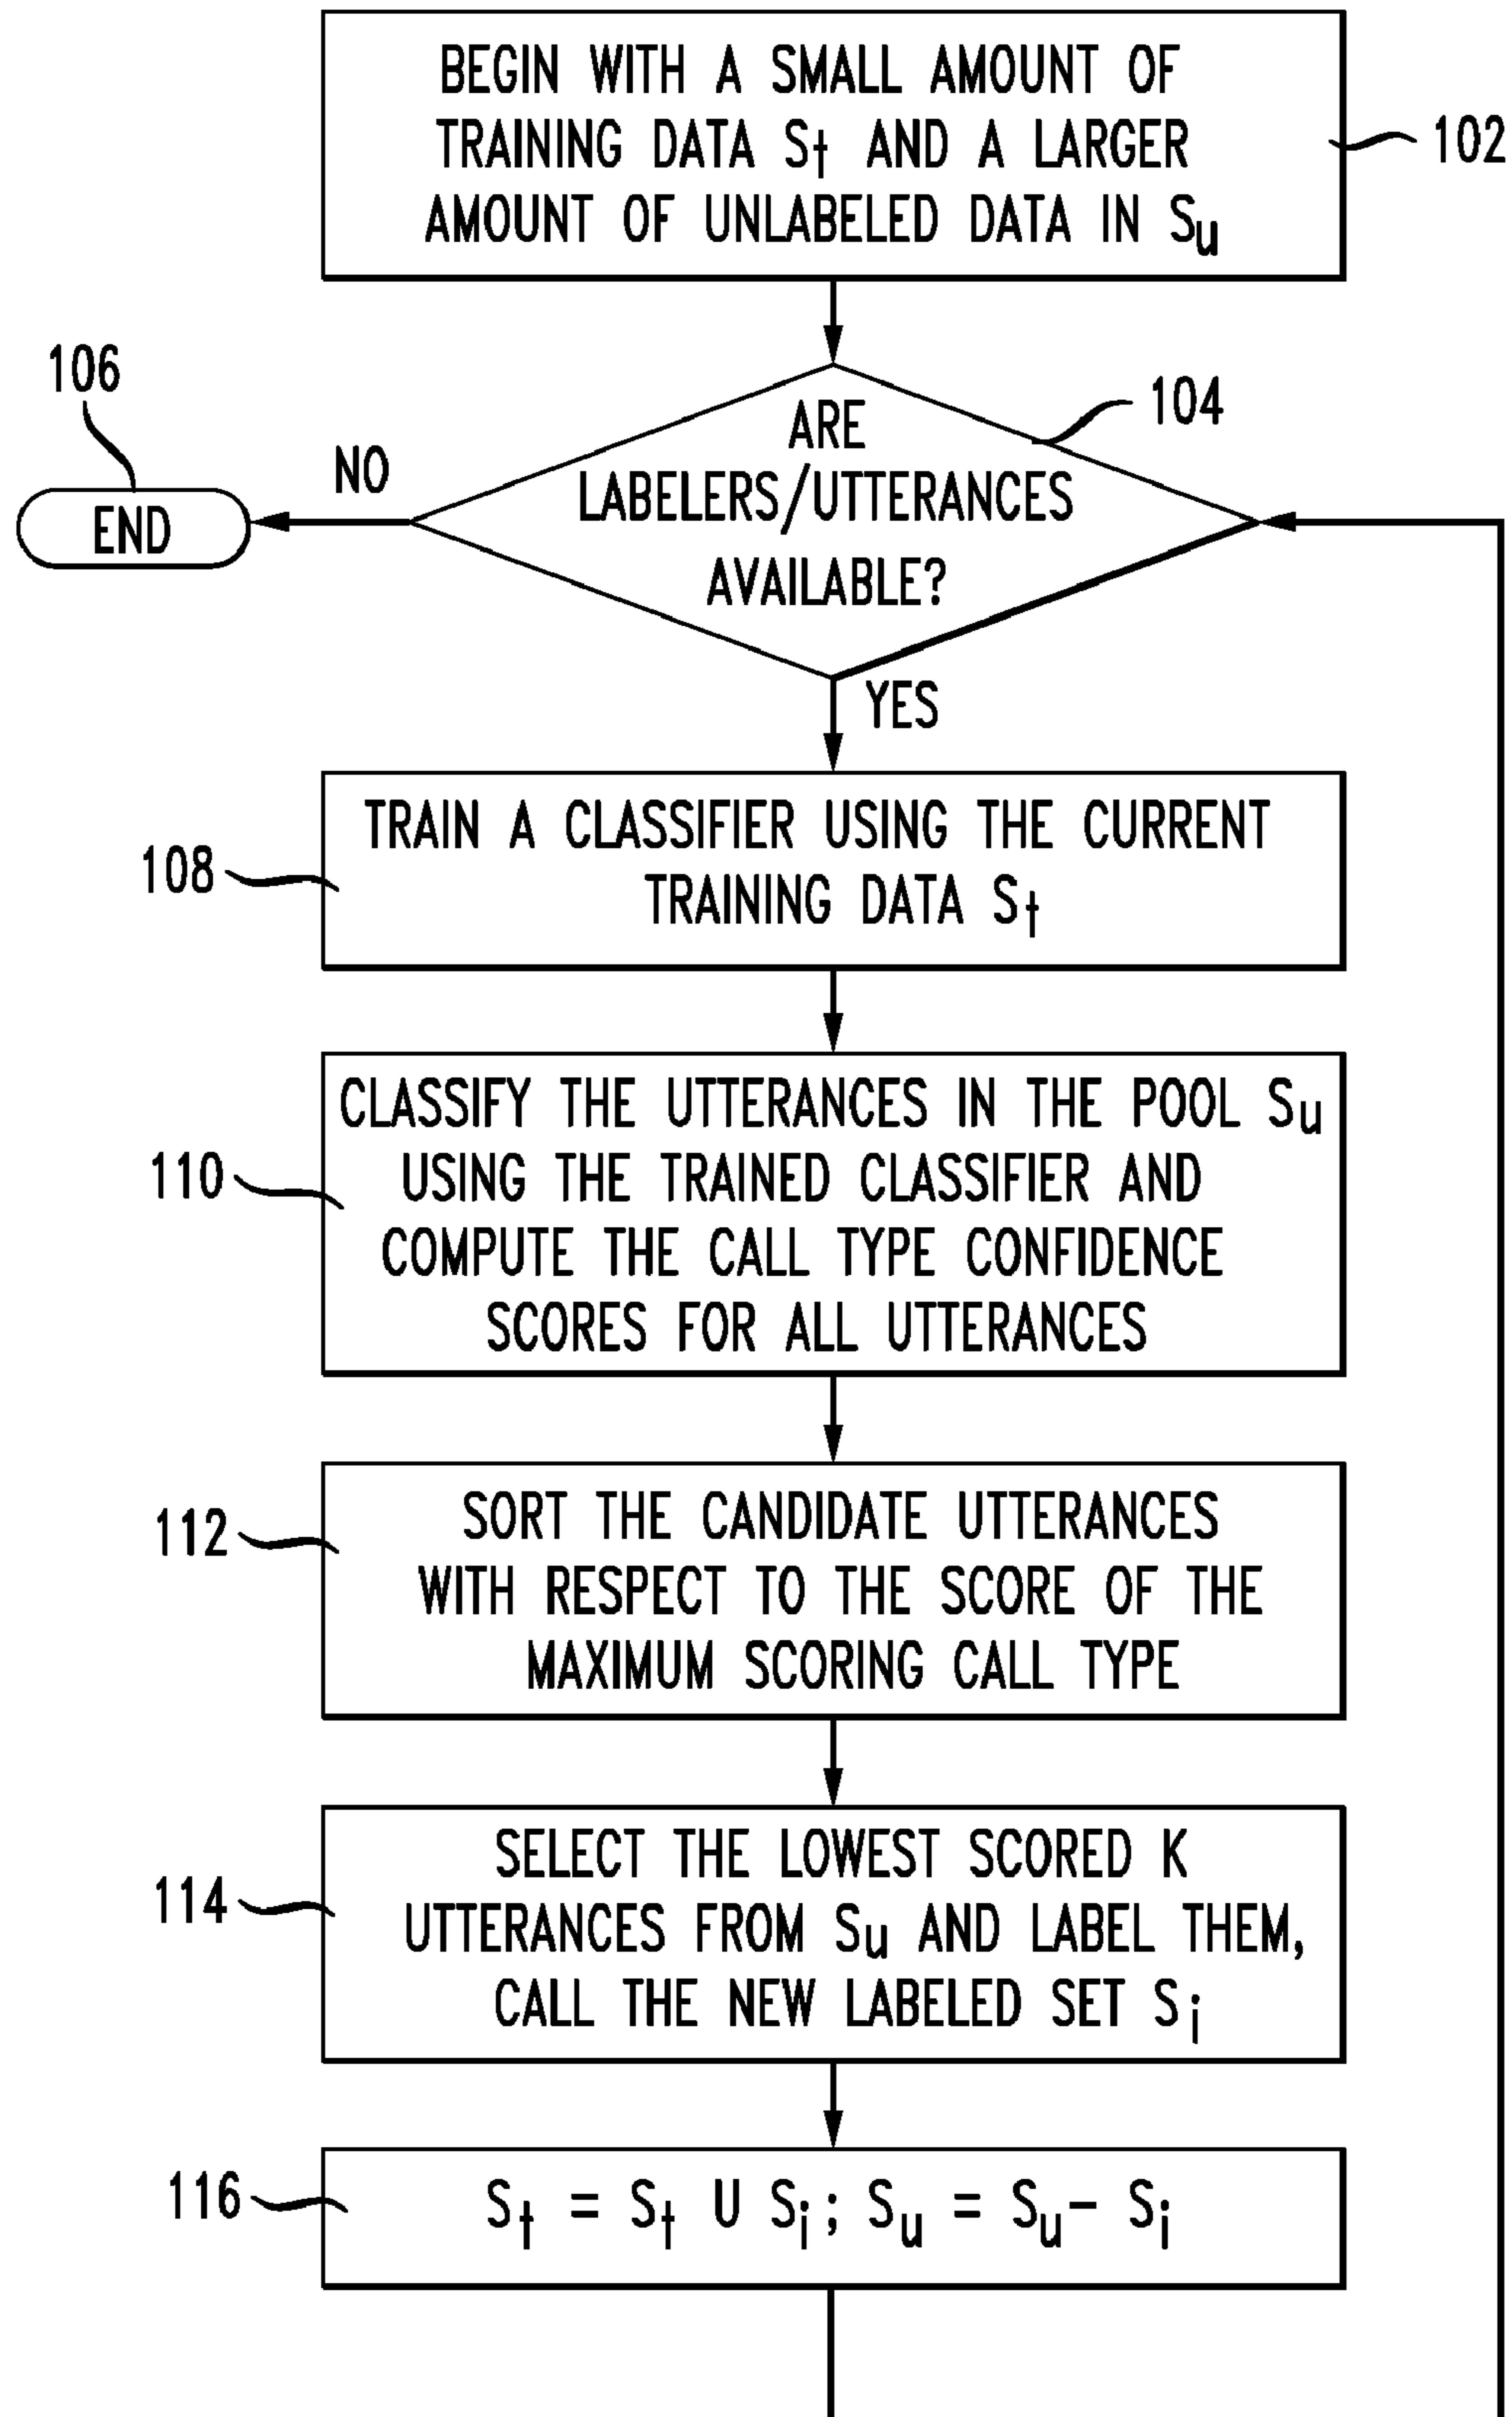 BEGIN WITH A SMALL AMOUNT OF
TRAINING DATA St AND A LARGER
AMOUNT OF UNLABELED DATA IN Su
102
106
104
ARE
LABELERS/UTTERANCES
AVAILABLE?
NO
END
YES
TRAIN A CLASSIFIER USING THE CURRENT
TRAINING DATA St
108
CLASSIFY THE UTTERANCES IN THE POOL Su
USING THE TRAINED CLASSIFIER AND
COMPUTE THE CALL TYPE CONFIDENCE
SCORES FOR ALL UTTERANCES
110
SORT THE CANDIDATE UTTERANCES
WITH RESPECT TO THE SCORE OF THE
MAXIMUM SCORING CALL TYPE
112
SELECT THE LOWEST SCORED K
UTTERANCES FROM Su AND LABEL THEM,
CALL THE NEW LABELED SET Si
114
St = St U Si; Su = Su - Si
116